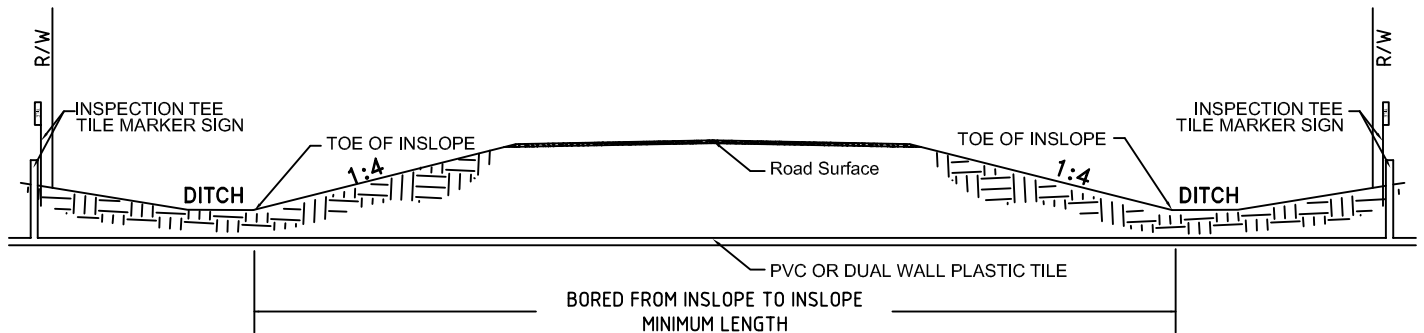 R/W
R/W
INSPECTION TEE
TILE MARKER SIGN
INSPECTION TEE
TILE MARKER SIGN
TOE OF INSLOPE
TOE OF INSLOPE
1:4
1:4
Road Surface
DITCH
DITCH
PVC OR DUAL WALL PLASTIC TILE
BORED FROM INSLOPE TO INSLOPE
MINIMUM LENGTH